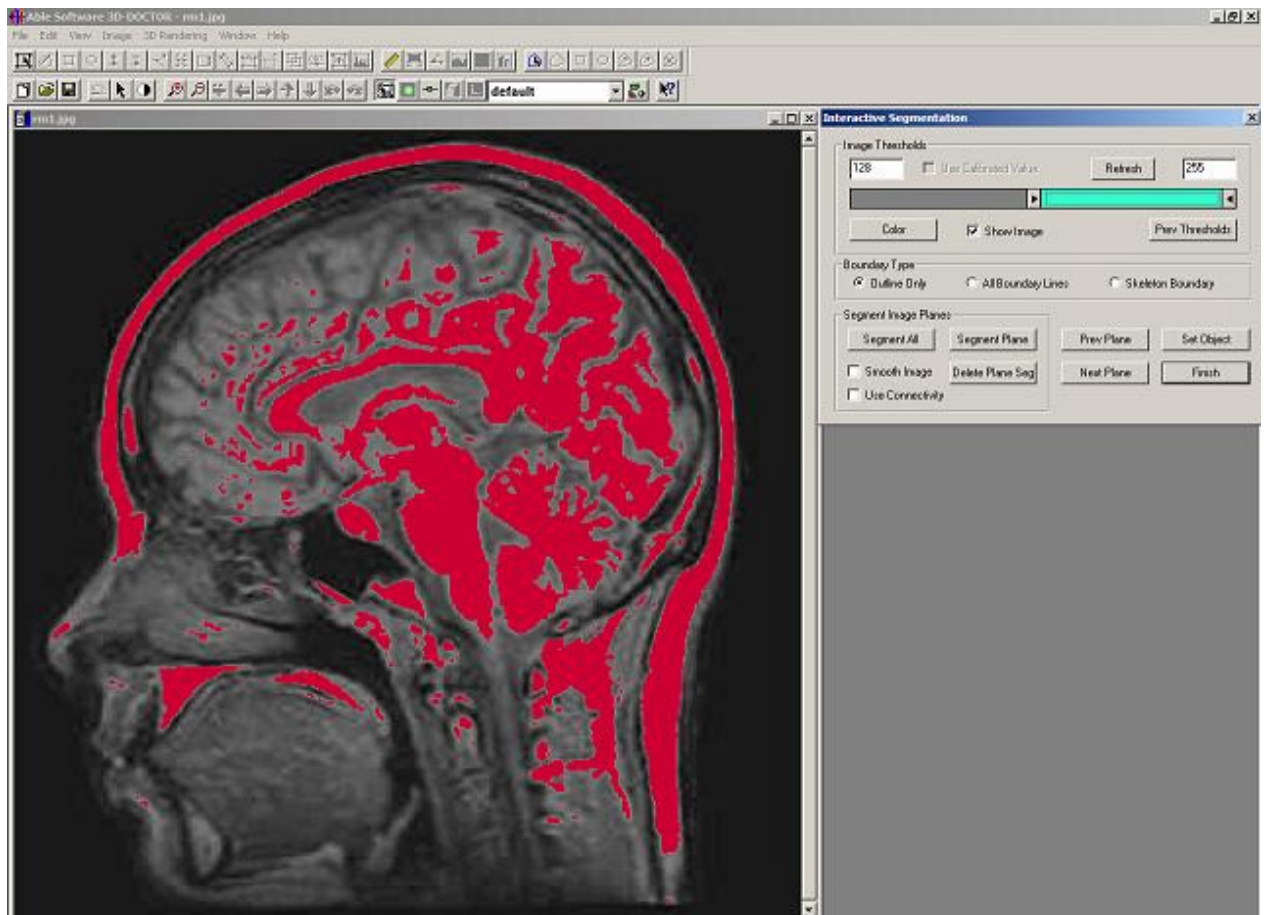 Able Software 3D-DOCTOR - rm1.jpg
File Edit View Image 3D Rendering Window Help
default
rm1.jpg
Interactive Segmentation
Image Thresholds
128 Use Calibrated Value Refresh 255
Color Show Image Prev Thresholds
Boundary Type
Outline Only All Boundary Lines Skeleton Boundary
Segment Image Planes
Segment All Segment Plane Prev Plane Set Object
Smooth Image Delete Plane Seg Next Plane Finish
Use Connectivity